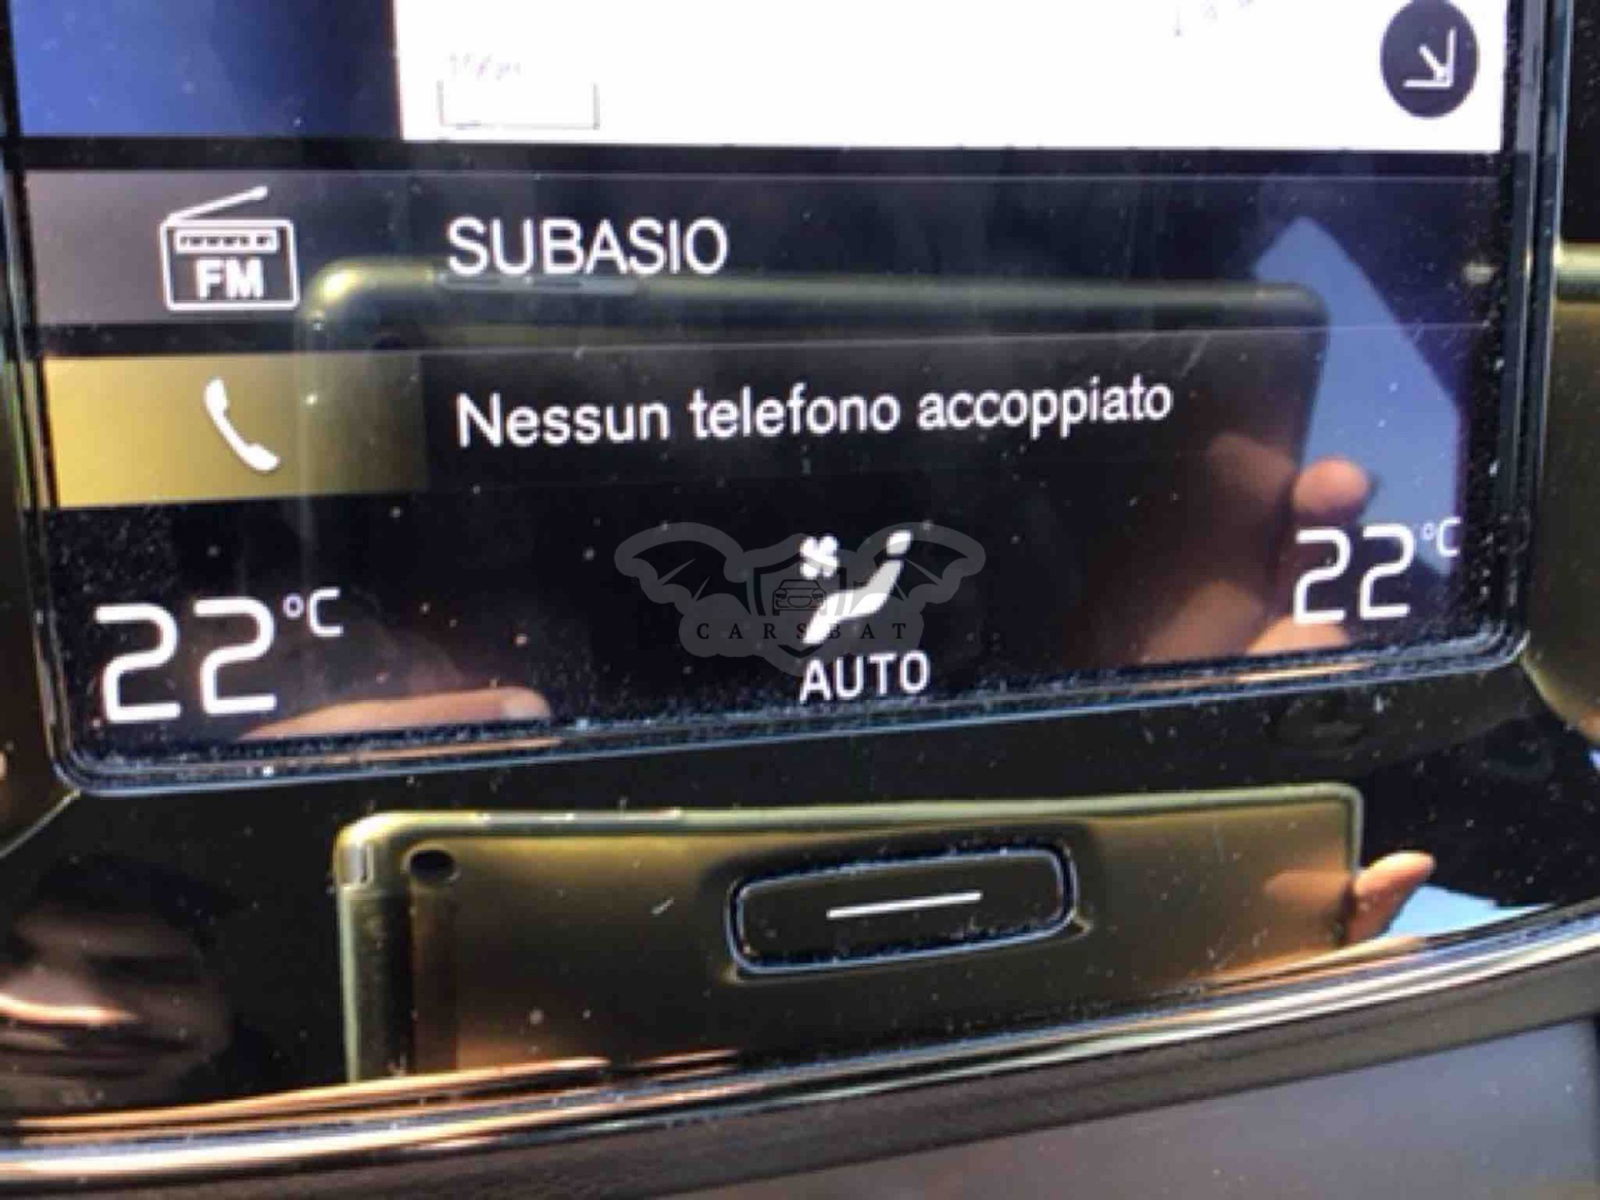 SUBASIO
FM
Nessun telefono accoppiato
22°C
22°C
CARSBAT
AUTO